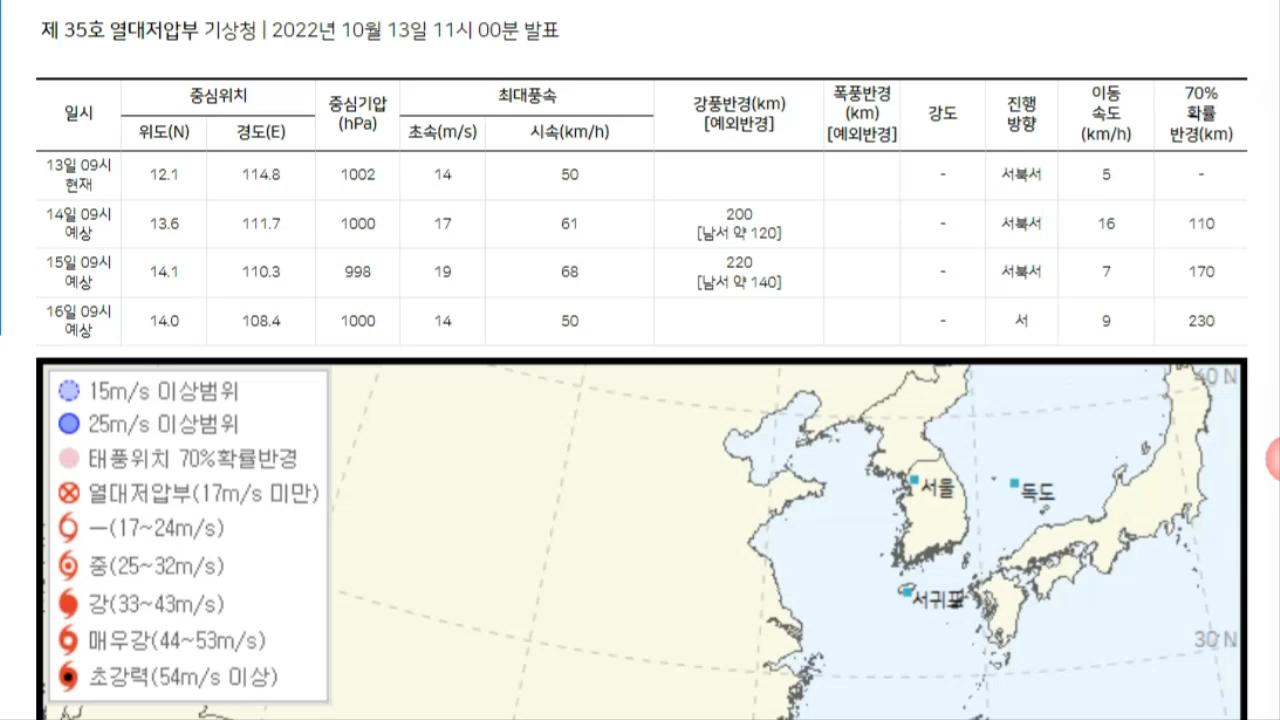 제 35호 열대저압부 기상청 | 2022년 10월 13일 11시 00분 발표
일시 중심위치 중심기압 (hPa) 최대풍속 강풍반경(km) [예외반경] 폭풍반경 (km) [예외반경] 강도 진행 방향 이동 속도 (km/h) 70% 확률 반경(km)
위도(N) 경도(E) 초속(m/s) 시속(km/h)
13일 09시 현재 12.1 114.8 1002 14 50 - 서북서 5 -
14일 09시 예상 13.6 111.7 1000 17 61 200 [남서 약 120] - 서북서 16 110
15일 09시 예상 14.1 110.3 998 19 68 220 [남서 약 140] - 서북서 7 170
16일 09시 예상 14.0 108.4 1000 14 50 - 서 9 230
15m/s 이상범위
25m/s 이상범위
태풍위치 70%확률반경
열대저압부(17m/s 미만)
―(17~24m/s)
중(25~32m/s)
강(33~43m/s)
매우강(44~53m/s)
초강력(54m/s 이상)
40 N
서울
독도
서귀포
30 N